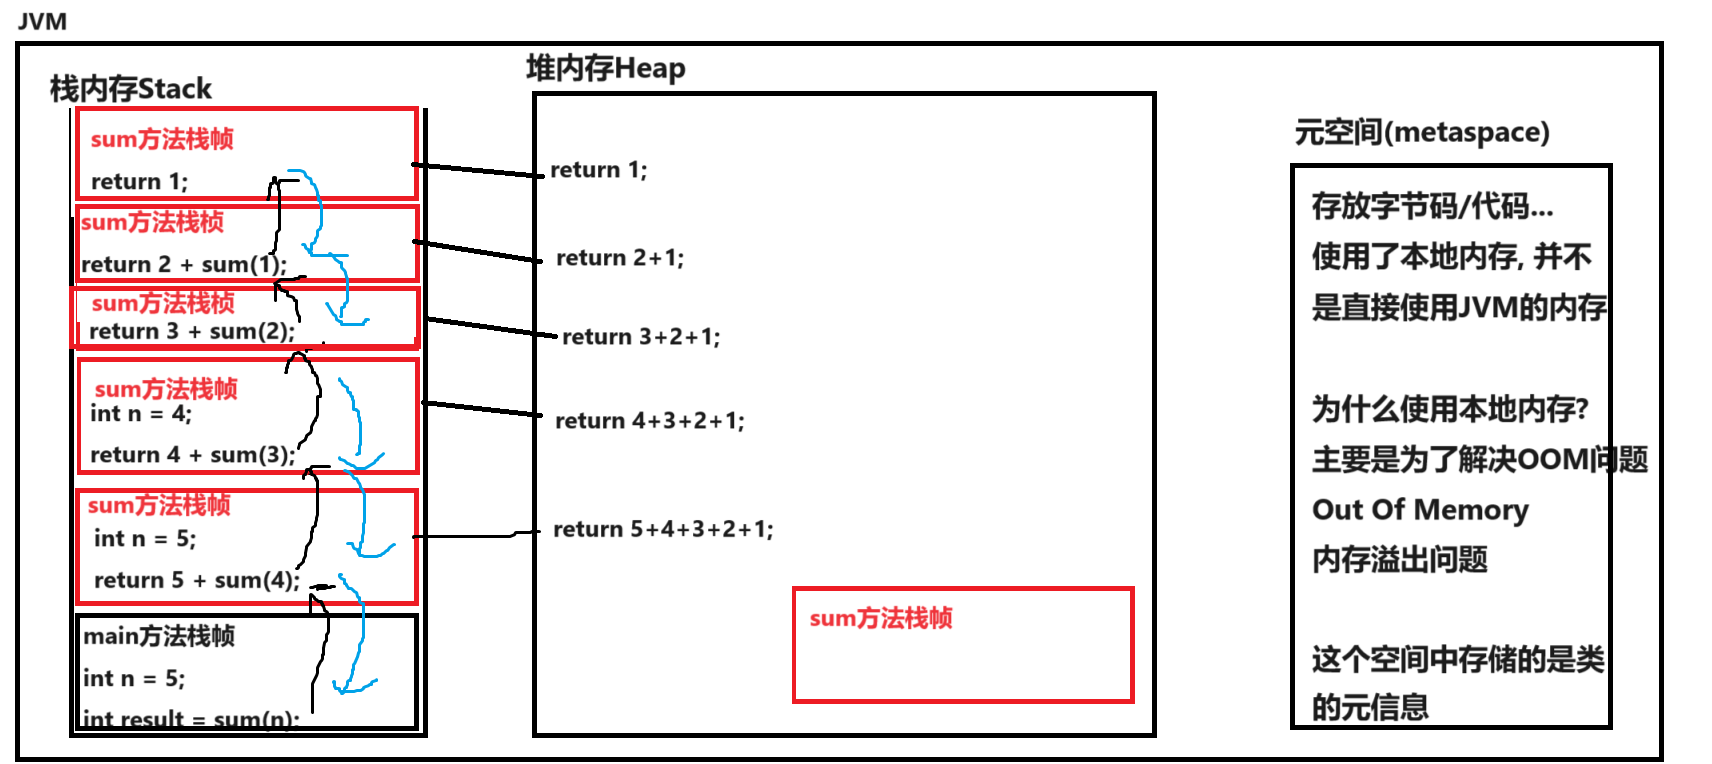 JVM
栈内存Stack
sum方法栈帧
return 1;
sum方法栈桢
return 2 + sum(1);
sum方法栈帧
return 3 + sum(2);
sum方法栈帧
int n = 4;
return 4 + sum(3);
sum方法栈帧
int n = 5;
return 5 + sum(4);
main方法栈帧
int n = 5;
int result = sum(n);
堆内存Heap
return 1;
return 2+1;
return 3+2+1;
return 4+3+2+1;
return 5+4+3+2+1;
sum方法栈帧
元空间(metaspace)
存放字节码/代码...
使用了本地内存, 并不
是直接使用JVM的内存
为什么使用本地内存?
主要是为了解决OOM问题
Out Of Memory
内存溢出问题
这个空间中存储的是类
的元信息